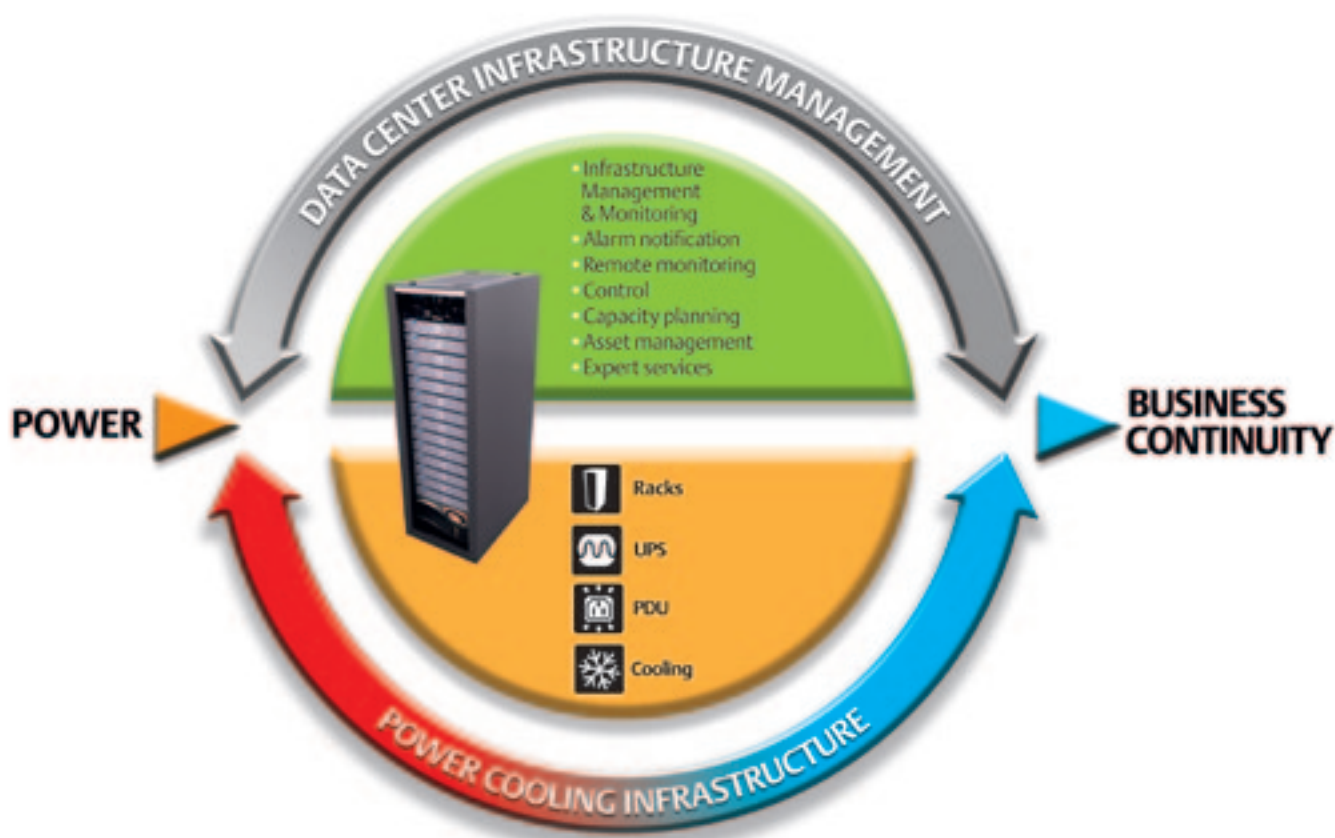 DATA CENTER INFRASTRUCTURE MANAGEMENT
• Infrastructure
Management
& Monitoring
• Alarm notification
• Remote monitoring
• Control
• Capacity planning
• Asset management
• Expert services
POWER
BUSINESS
CONTINUITY
Racks
UPS
PDU
Cooling
POWER COOLING INFRASTRUCTURE